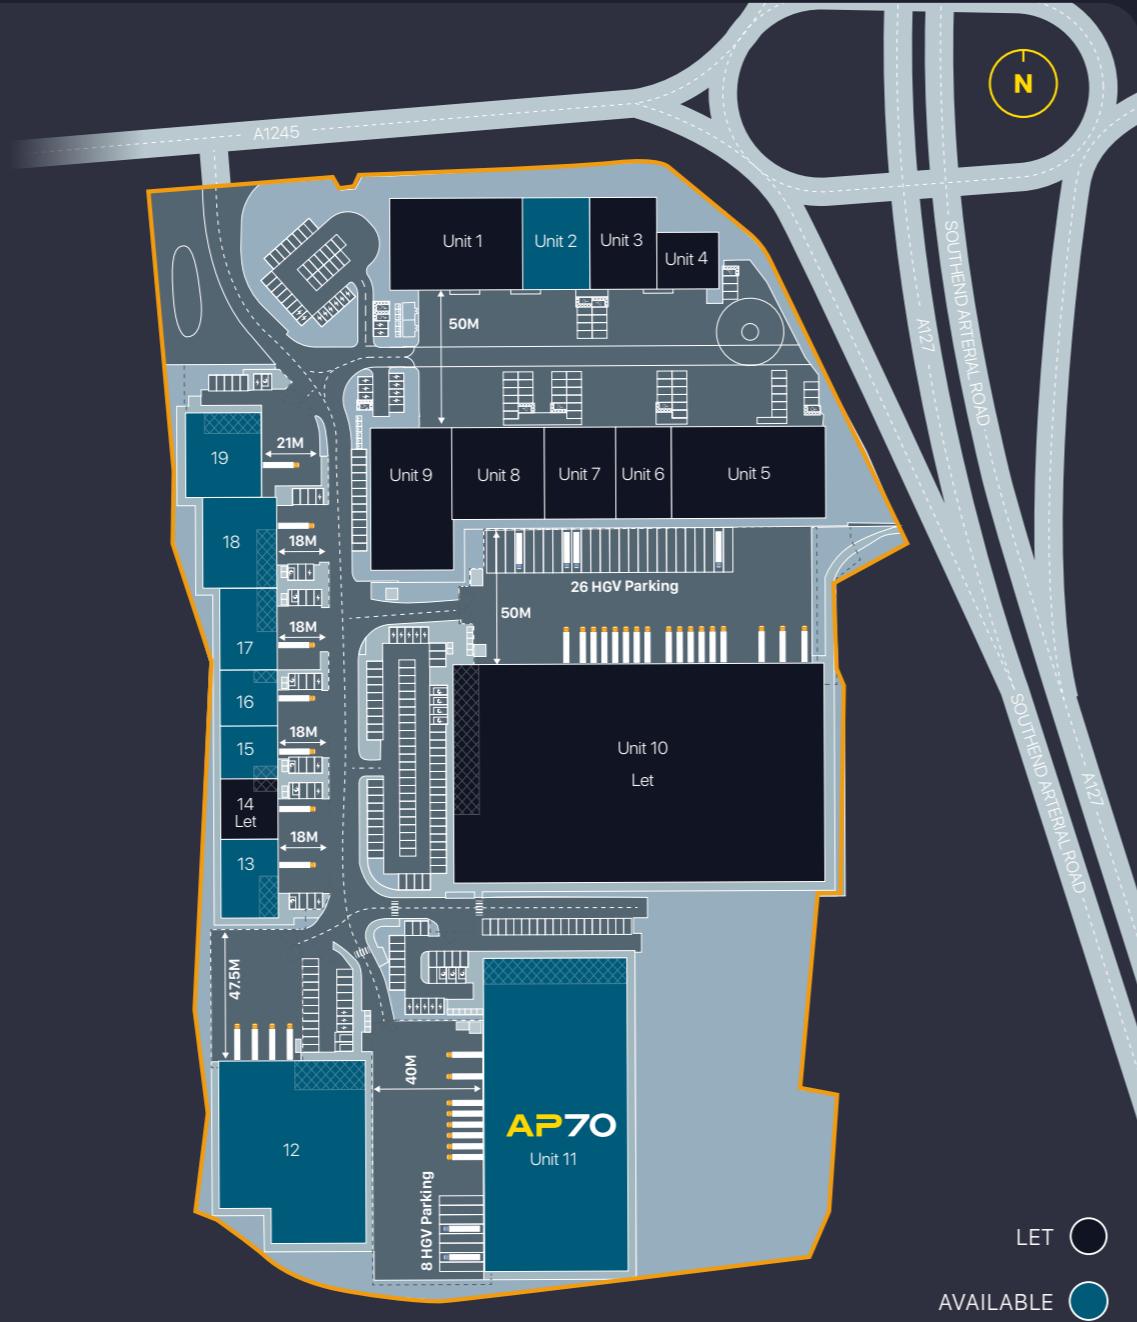 N
A1245
Unit 1
Unit 2
Unit 3
Unit 4
SOUTHEND ARTERIAL ROAD
A127
50M
19
21M
Unit 9
Unit 8
Unit 7
Unit 6
Unit 5
18
18M
26 HGV Parking
50M
17
18M
16
15
18M
Unit 10
Let
SOUTHEND ARTERIAL ROAD
A127
14
Let
13
18M
47.5M
40M
AP70
Unit 11
12
8 HGV Parking
LET
AVAILABLE